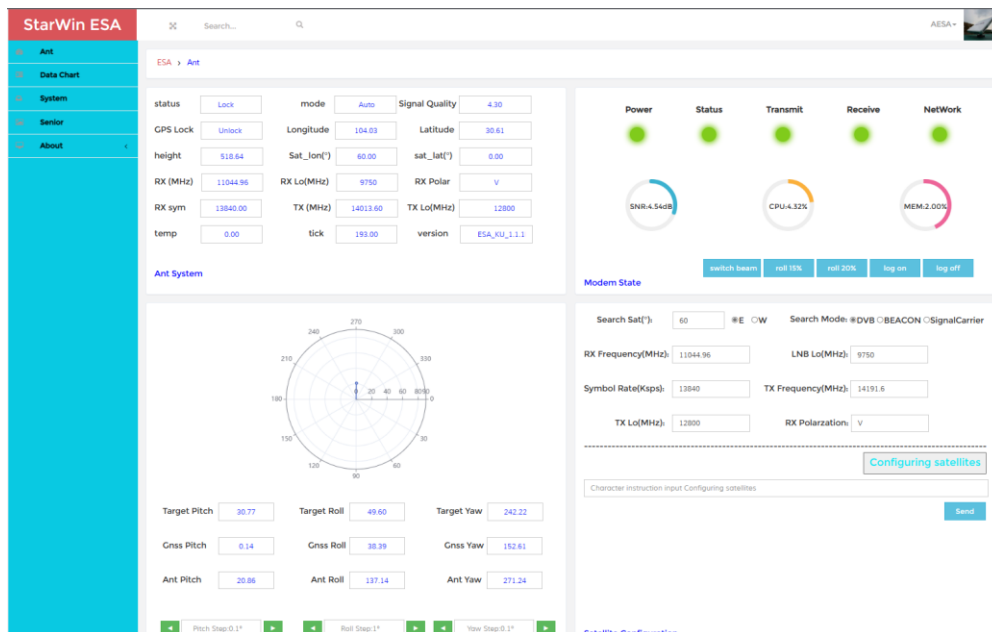 StarWin ESA
Search...
AESA
Ant
Data Chart
System
Senior
About
ESA > Ant
status Lock mode Auto Signal Quality 4.30
GPS Lock Unlock Longitude 104.03 Latitude 30.61
height 518.64 Sat_lon(°) 60.00 sat_lat(°) 0.00
RX (MHz) 11044.96 RX Lo(MHz) 9750 RX Polar V
RX sym 13840.00 TX (MHz) 14013.60 TX Lo(MHz) 12800
temp 0.00 tick 193.00 version ESA_KU_1.1.1
Ant System
Power Status Transmit Receive NetWork
SNR:4.54dB CPU:4.32% MEM:2.00%
switch beam roll 15% roll 20% log on log off
Modem State
270
240 300
210 330
180 0 20 40 60 80 90 0
150 30
120 60
90
Target Pitch 30.77 Target Roll 49.60 Target Yaw 242.22
Gnss Pitch 0.14 Gnss Roll 38.39 Gnss Yaw 152.61
Ant Pitch 20.86 Ant Roll 137.14 Ant Yaw 271.24
Pitch Step:0.1° Roll Step:1° Yaw Step:0.1°
Search Sat(°): 60 E W Search Mode: DVB BEACON SignalCarrier
RX Frequency(MHz): 11044.96 LNB Lo(MHz): 9750
Symbol Rate(Ksps): 13840 TX Frequency(MHz): 14191.6
TX Lo(MHz): 12800 RX Polarzation: V
Configuring satellites
Character instruction input Configuring satellites
Send
Satellite Configuration